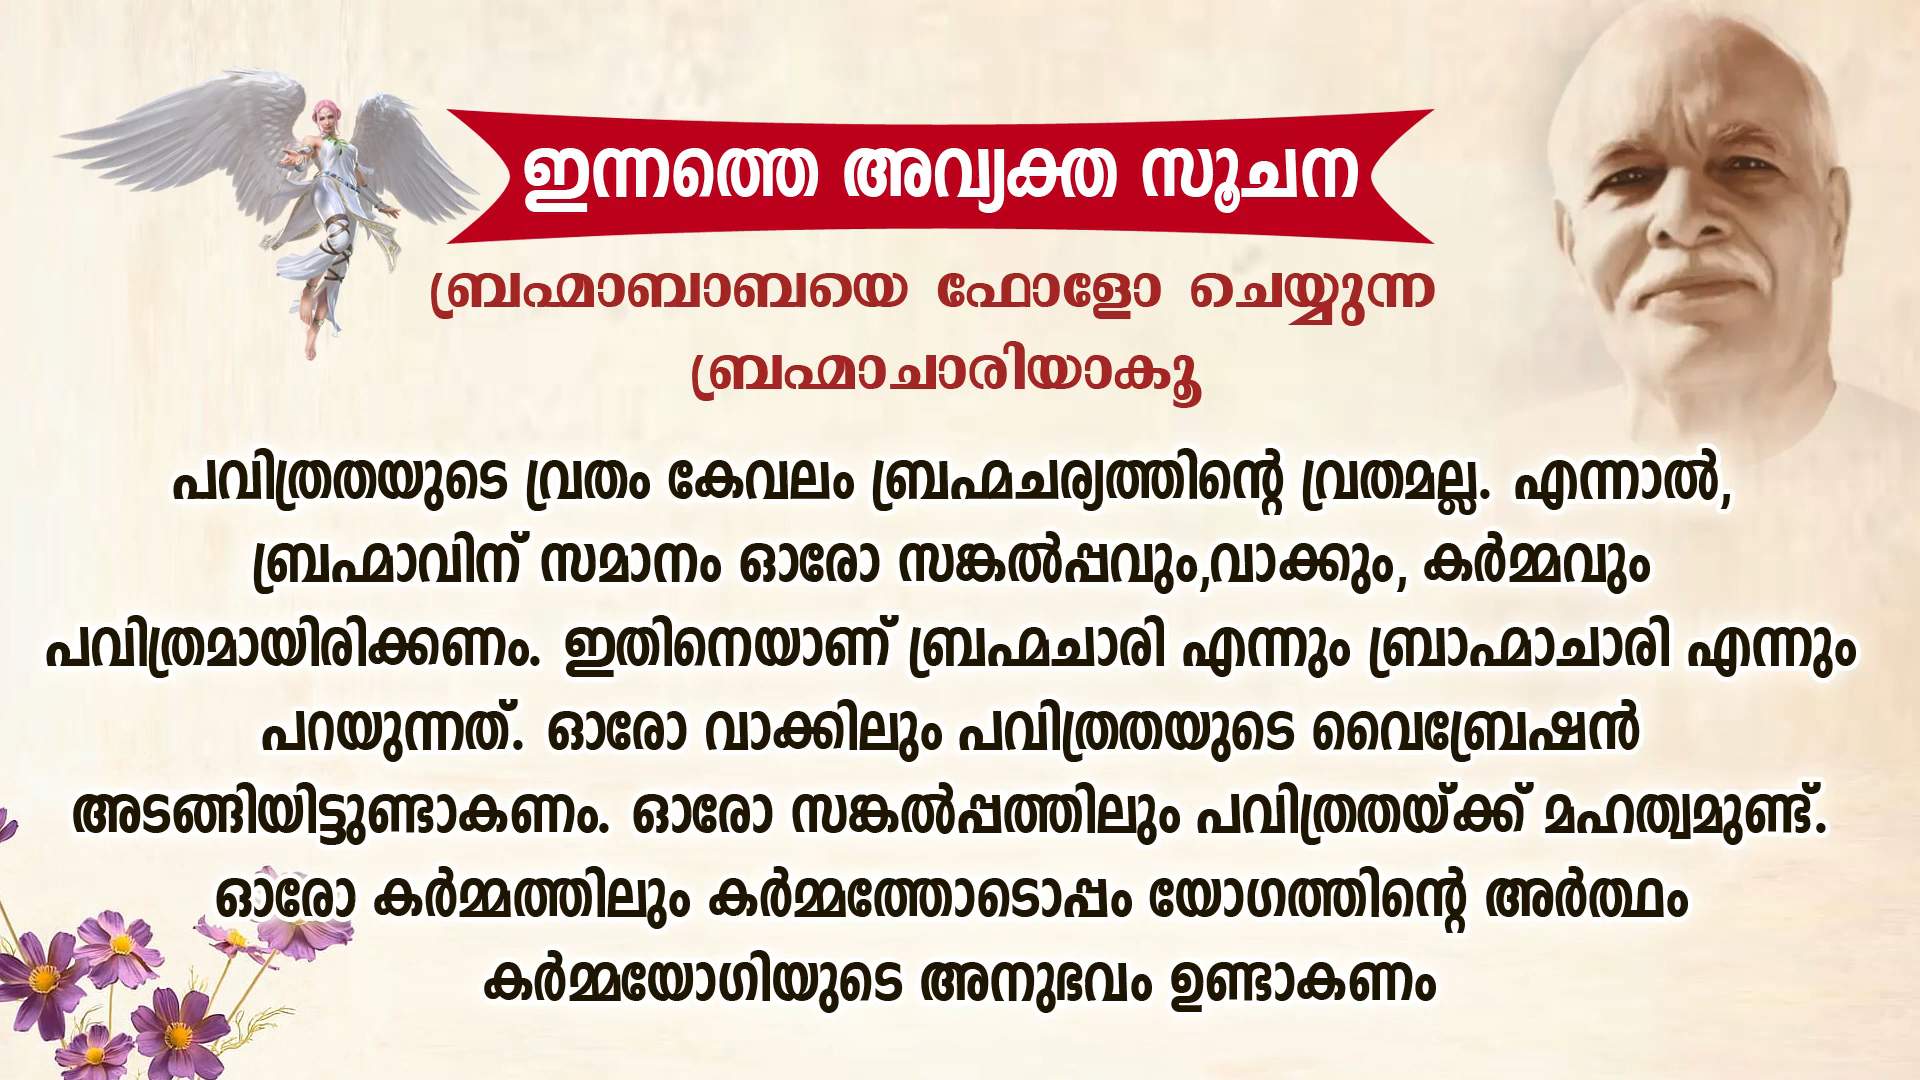 ഇന്നത്തെ അവ്യക്ത സൂചന
ബ്രഹ്മാബാബയെ ഫോളോ ചെയ്യുന്ന
ബ്രഹ്മാചാരിയാകൂ
പവിത്രതയുടെ വ്രതം കേവലം ബ്രഹ്മചര്യത്തിന്റെ വ്രതമല്ല. എന്നാൽ,
ബ്രഹ്മാവിന് സമാനം ഓരോ സങ്കൽപ്പവും,വാക്കും, കർമ്മവും
പവിത്രമായിരിക്കണം. ഇതിനെയാണ് ബ്രഹ്മചാരി എന്നും ബ്രാഹ്മാചാരി എന്നും
പറയുന്നത്. ഓരോ വാക്കിലും പവിത്രതയുടെ വൈബ്രേഷൻ
അടങ്ങിയിട്ടുണ്ടാകണം. ഓരോ സങ്കൽപ്പത്തിലും പവിത്രതയ്ക്ക് മഹത്വമുണ്ട്.
ഓരോ കർമ്മത്തിലും കർമ്മത്തോടൊപ്പം യോഗത്തിന്റെ അർത്ഥം
കർമ്മയോഗിയുടെ അനുഭവം ഉണ്ടാകണം